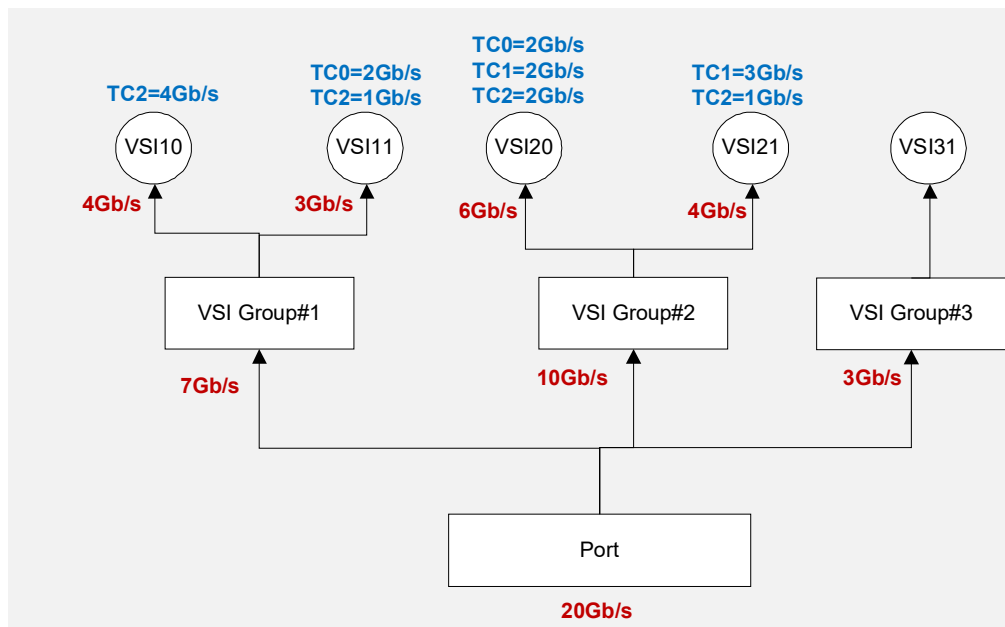 TC2=4Gb/s
TC0=2Gb/s
TC2=1Gb/s
TC0=2Gb/s
TC1=2Gb/s
TC2=2Gb/s
TC1=3Gb/s
TC2=1Gb/s
VSI10
VSI11
VSI20
VSI21
VSI31
4Gb/s
3Gb/s
6Gb/s
4Gb/s
VSI Group#1
VSI Group#2
VSI Group#3
7Gb/s
10Gb/s
3Gb/s
Port
20Gb/s